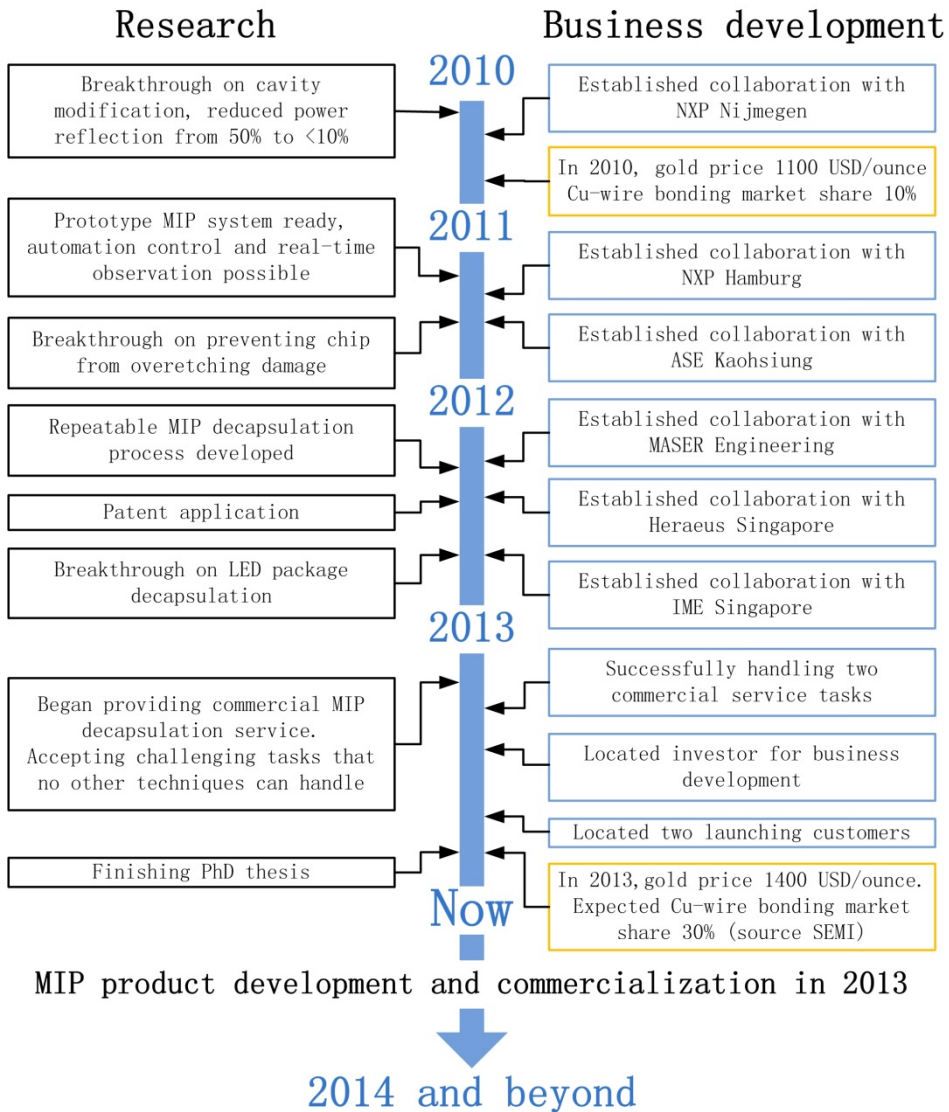 Research
Business development
2010
Breakthrough on cavity
modification, reduced power
reflection from 50% to <10%
Established collaboration with
NXP Nijmegen
In 2010, gold price 1100 USD/ounce
Cu-wire bonding market share 10%
2011
Prototype MIP system ready,
automation control and real-time
observation possible
Breakthrough on preventing chip
from overetching damage
Established collaboration with
NXP Hamburg
Established collaboration with
ASE Kaohsiung
2012
Repeatable MIP decapsulation
process developed
Patent application
Breakthrough on LED package
decapsulation
Established collaboration with
MASER Engineering
Established collaboration with
Heraeus Singapore
Established collaboration with
IME Singapore
2013
Began providing commercial MIP
decapsulation service.
Accepting challenging tasks that
no other techniques can handle
Finishing PhD thesis
Successfully handling two
commercial service tasks
Located investor for business
development
Located two launching customers
In 2013,gold price 1400 USD/ounce.
Expected Cu-wire bonding market
share 30% (source SEMI)
Now
MIP product development and commercialization in 2013
2014 and beyond